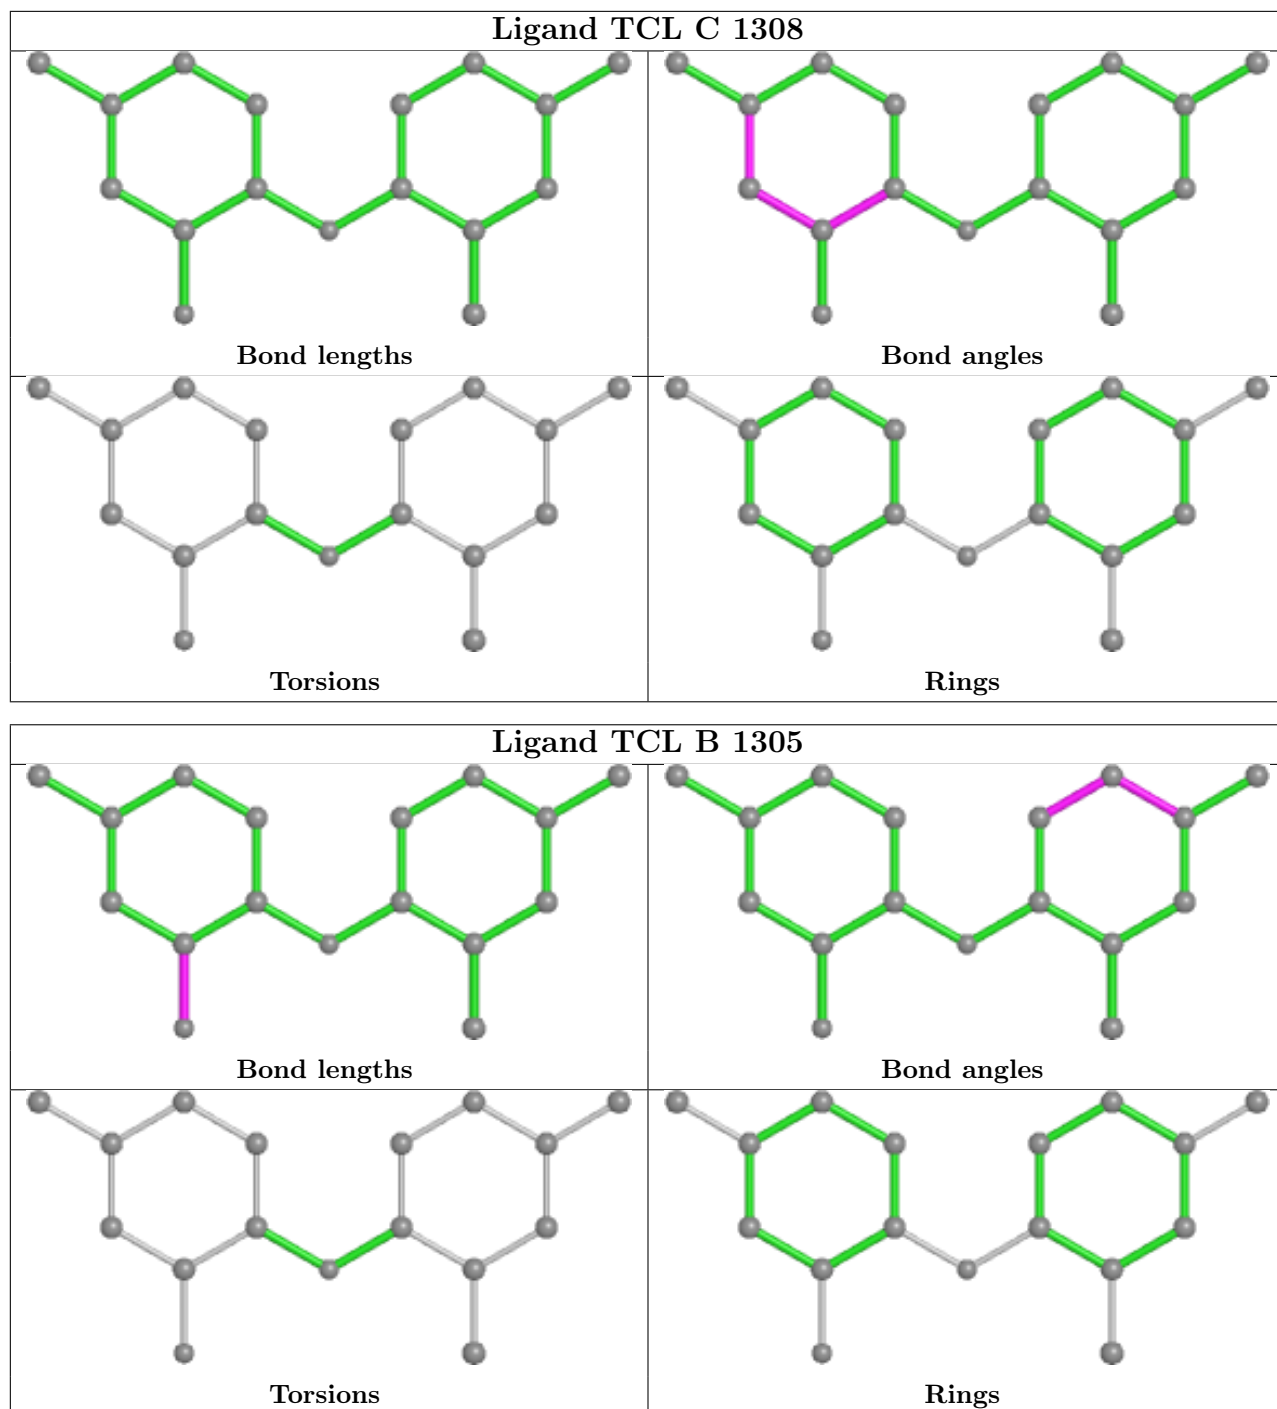 Ligand TCL C 1308
Bond lengths
Bond angles
Torsions
Rings
Ligand TCL B 1305
Bond lengths
Bond angles
Torsions
Rings